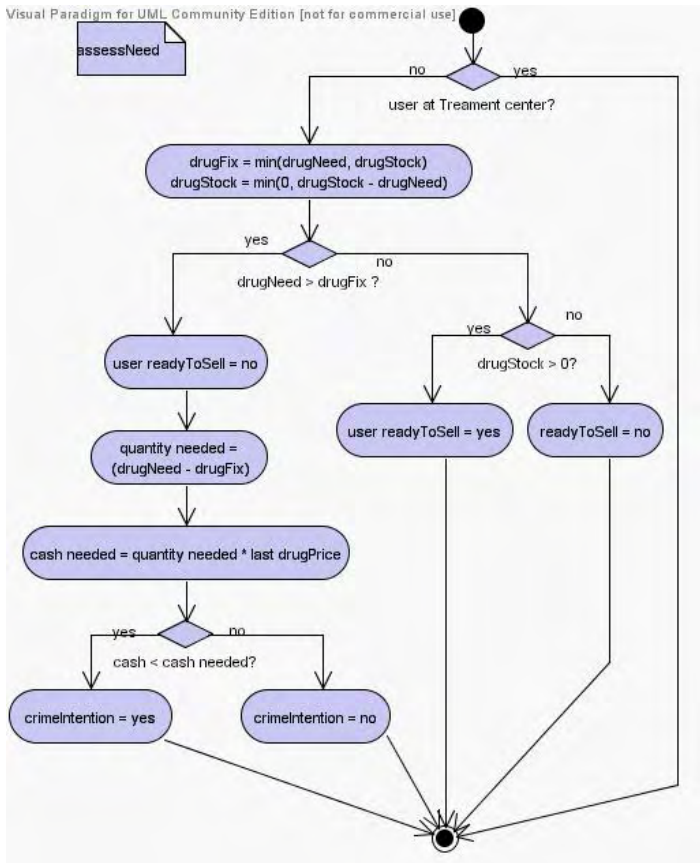 Visual Paradigm for UML Community Edition [not for commercial use]
assessNeed
no
yes
user at Treament center?
drugFix = min(drugNeed, drugStock)
drugStock = min(0, drugStock - drugNeed)
yes
no
drugNeed > drugFix ?
no
yes
drugStock > 0?
user readyToSell = no
user readyToSell = yes
readyToSell = no
quantity needed =
(drugNeed - drugFix)
cash needed = quantity needed * last drugPrice
yes
no
cash < cash needed?
crimeIntention = yes
crimeIntention = no